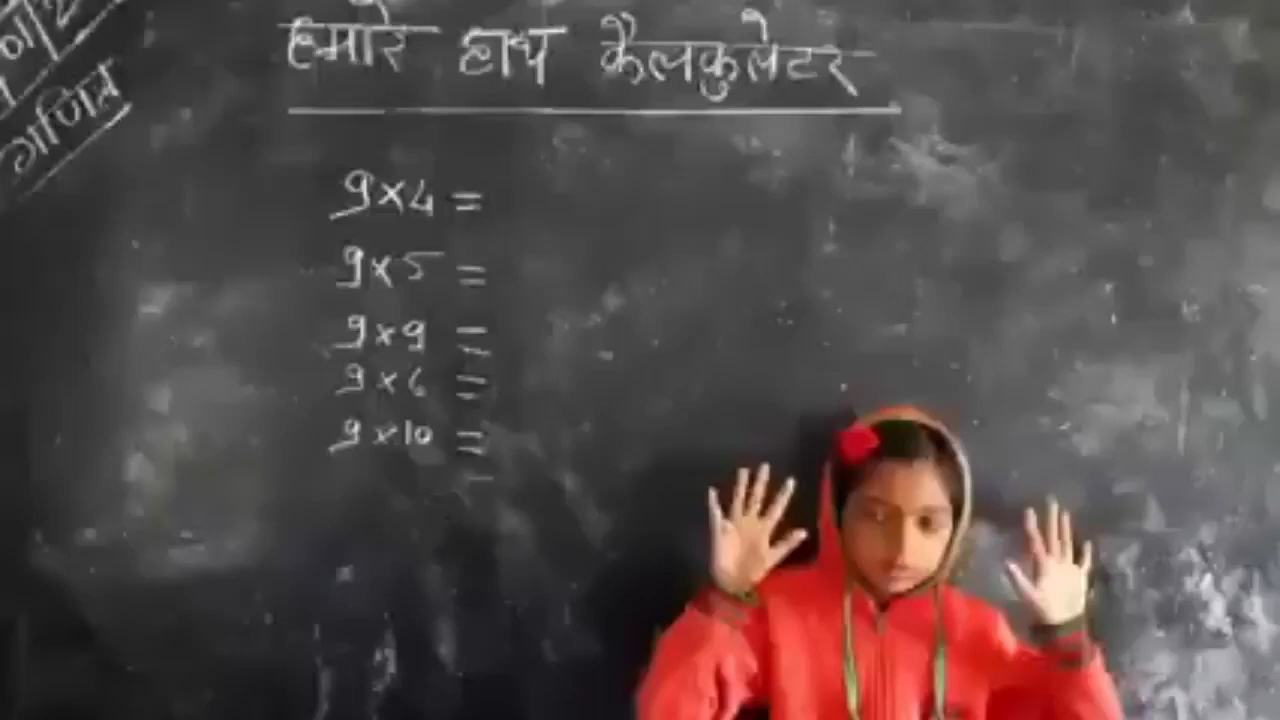 गणित
हमारे हाथ कैलकुलेटर
9×4 =
9×5 =
9×9 =
9×6 =
9×10 =